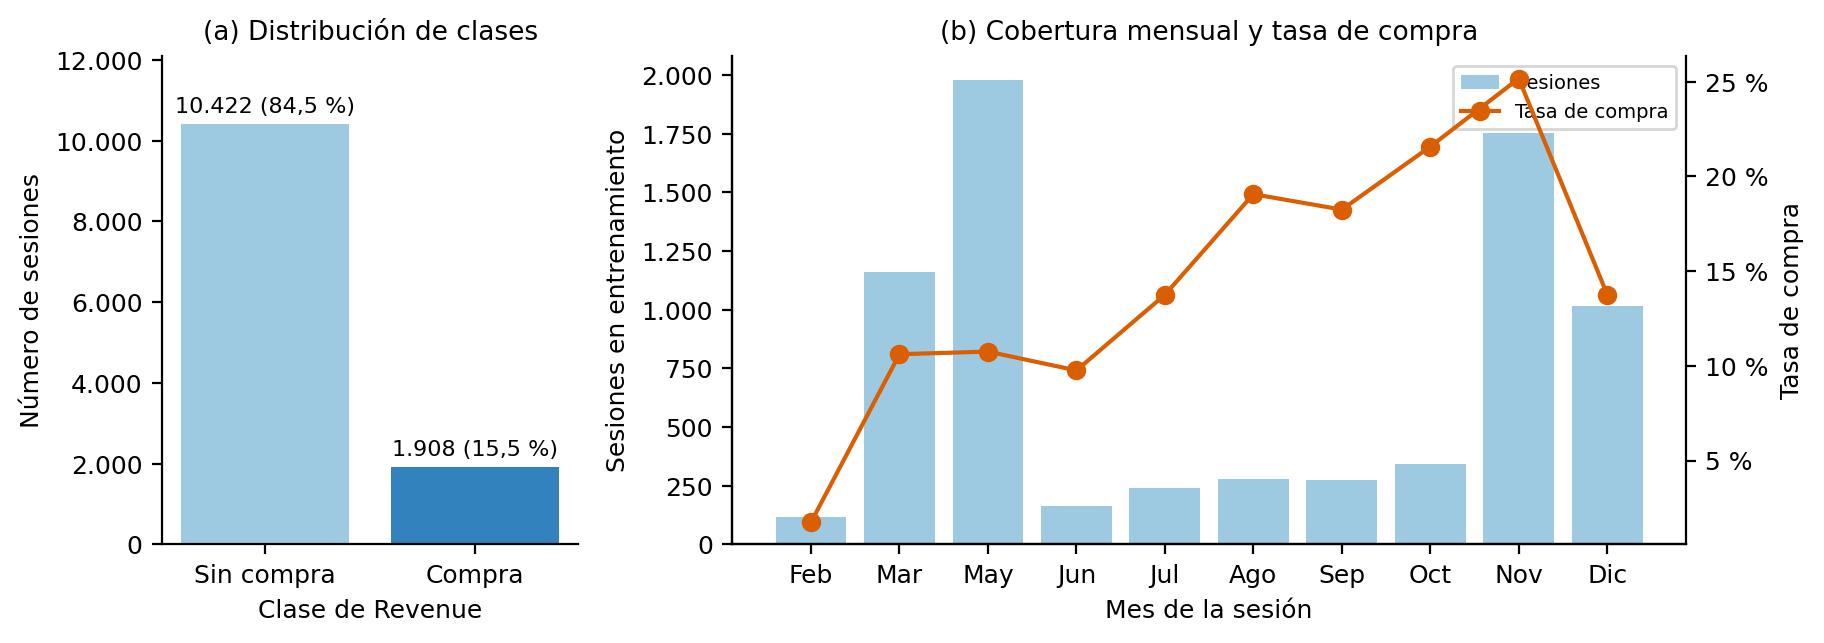 (a) Distribución de clases
Número de sesiones
12.000
10.000
8.000
6.000
4.000
2.000
0
10.422 (84,5 %)
1.908 (15,5 %)
Sin compra
Compra
Clase de Revenue
(b) Cobertura mensual y tasa de compra
Sesiones en entrenamiento
2.000
1.750
1.500
1.250
1.000
750
500
250
0
Sesiones
Tasa de compra
25 %
20 %
15 %
10 %
5 %
Tasa de compra
Feb
Mar
May
Jun
Jul
Ago
Sep
Oct
Nov
Dic
Mes de la sesión